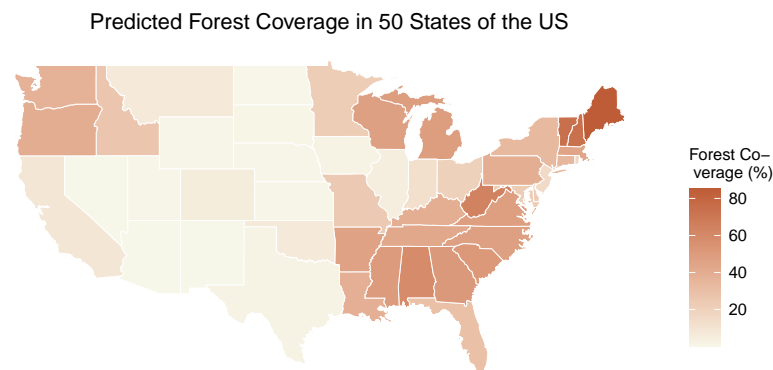 Predicted Forest Coverage in 50 States of the US
Forest Co–
verage (%)
80
60
40
20